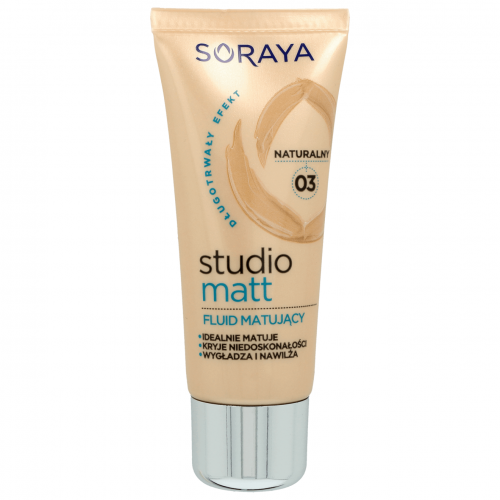 SORAYA
DŁUGOTRWAŁY EFEKT
NATURALNY
03
studio
matt
FLUID MATUJĄCY
•IDEALNIE MATUJE
•KRYJE NIEDOSKONAŁOŚCI
•WYGŁADZA I NAWILŻA